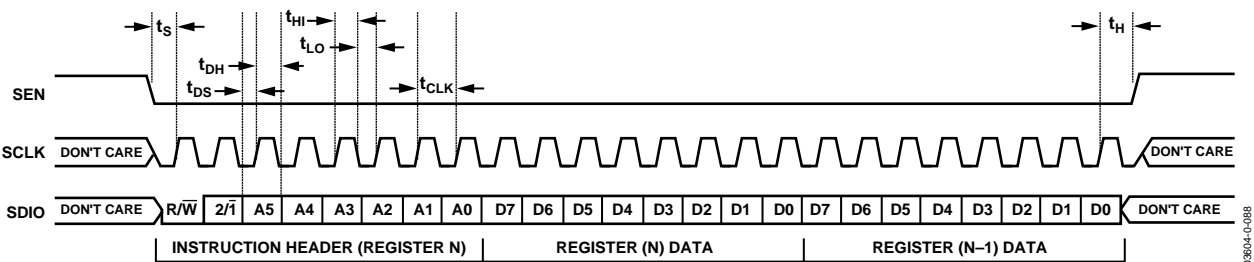 tS
tHI
tH
tLO
tDH
tDS
tCLK
SEN
SCLK DON'T CARE DON'T CARE
SDIO DON'T CARE R/W̅ 2/1̅ A5 A4 A3 A2 A1 A0 D7 D6 D5 D4 D3 D2 D1 D0 D7 D6 D5 D4 D3 D2 D1 D0 DON'T CARE
INSTRUCTION HEADER (REGISTER N) REGISTER (N) DATA REGISTER (N–1) DATA
03604-0-088